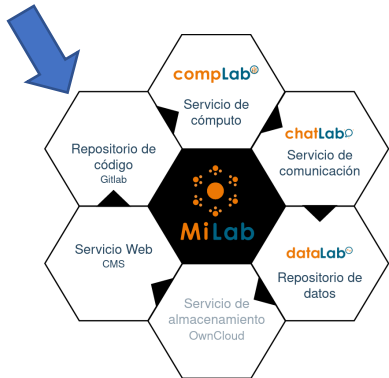 compLab
Servicio de
cómputo
Repositorio de
código
Gitlab
chatLab
Servicio de
comunicación
MiLab
Servicio Web
CMS
dataLab
Repositorio de
datos
Servicio de
almacenamiento
OwnCloud